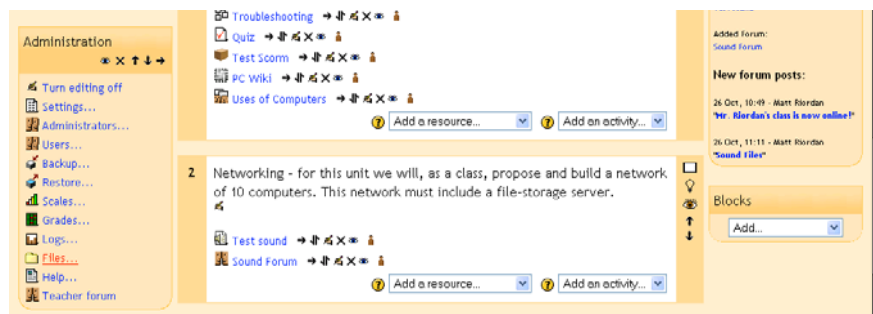 Administration
Turn editing off
Settings...
Administrators...
Users...
Backup...
Restore...
Scales...
Grades...
Logs...
Files...
Help...
Teacher forum
Troubleshooting
Quiz
Test Scorm
PC Wiki
Uses of Computers
Add a resource...
Add an activity...
2
Networking - for this unit we will, as a class, propose and build a network
of 10 computers. This network must include a file-storage server.
Test sound
Sound Forum
Add a resource...
Add an activity...
Added Forum:
Sound Forum
New forum posts:
26 Oct, 10:49 - Matt Riordan
"Mr. Riordan's class is now online!"
26 Oct, 11:11 - Matt Riordan
"Sound Files"
Blocks
Add...